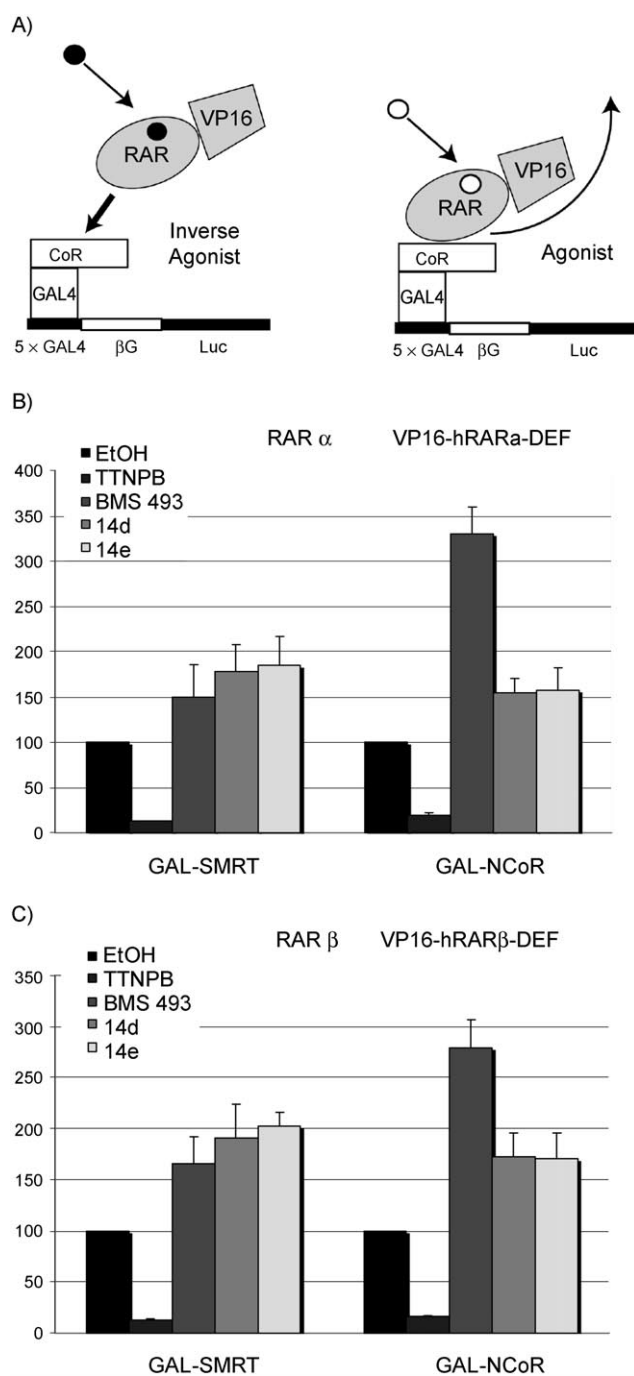 A)
VP16
RAR
Inverse
Agonist
CoR
GAL4
5 × GAL4 βG Luc
VP16
RAR
Agonist
CoR
GAL4
5 × GAL4 βG Luc
B)
RAR α VP16-hRARa-DEF
EtOH
TTNPB
BMS 493
14d
14e
400
350
300
250
200
150
100
50
0
GAL-SMRT GAL-NCoR
C)
RAR β VP16-hRARβ-DEF
EtOH
TTNPB
BMS 493
14d
14e
350
300
250
200
150
100
50
0
GAL-SMRT GAL-NCoR